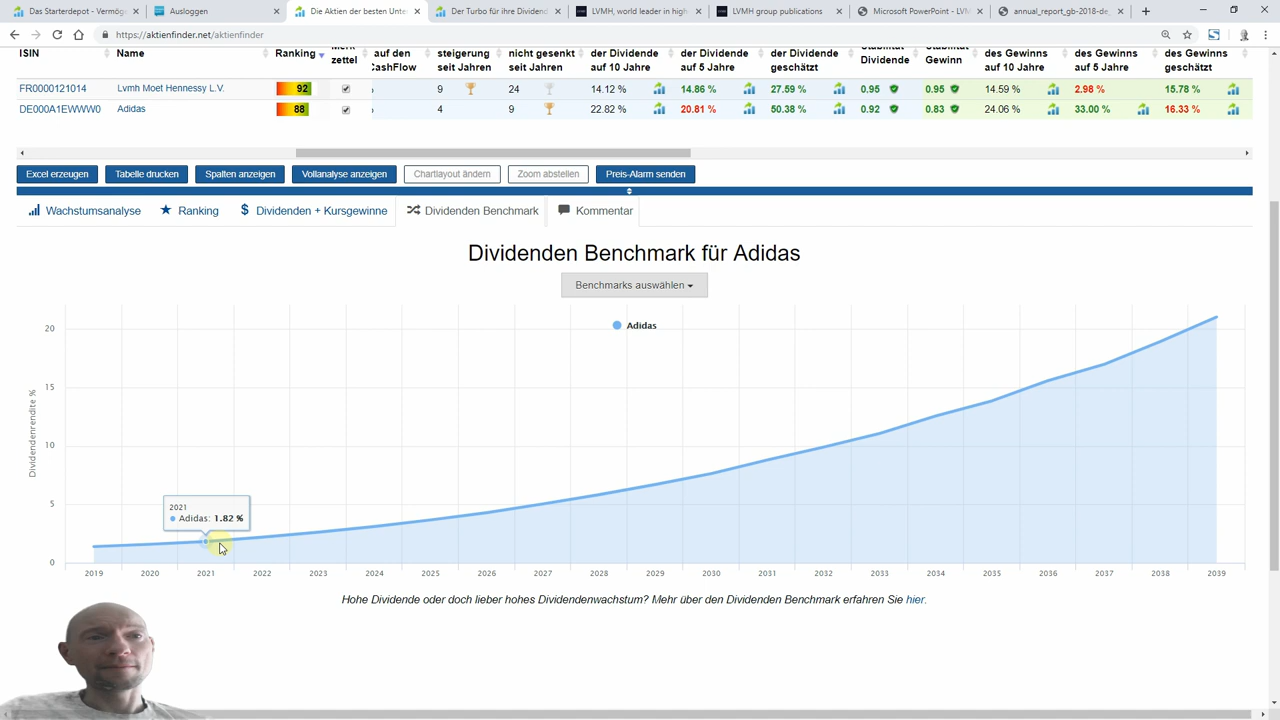 Das Starterdepot - Vermög
Ausloggen
Die Aktien der besten Unte
Der Turbo für ihre Dividend
LVMH, world leader in high
LVMH group publications
Microsoft PowerPoint - LVM
annual_report_gb-2018-de_
https://aktienfinder.net/aktienfinder
ISIN Name Ranking zettel auf den CashFlow steigerung seit Jahren nicht gesenkt seit Jahren der Dividende auf 10 Jahre der Dividende auf 5 Jahre der Dividende geschätzt Dividende Gewinn des Gewinns auf 10 Jahre des Gewinns auf 5 Jahre des Gewinns geschätzt
FR0000121014 Lvmh Moet Hennessy L.V. 92 9 24 14.12 % 14.86 % 27.59 % 0.95 0.95 14.59 % 2.98 % 15.78 %
DE000A1EWWW0 Adidas 88 4 9 22.82 % 20.81 % 50.38 % 0.92 0.83 24.06 % 33.00 % 16.33 %
Excel erzeugen Tabelle drucken Spalten anzeigen Vollanalyse anzeigen Chartlayout ändern Zoom abstellen Preis-Alarm senden
Wachstumsanalyse Ranking $ Dividenden + Kursgewinne Dividenden Benchmark Kommentar
Dividenden Benchmark für Adidas
Benchmarks auswählen
Adidas
Dividendenrendite %
20
15
10
5
0
2021
Adidas: 1.82 %
2019 2020 2021 2022 2023 2024 2025 2026 2027 2028 2029 2030 2031 2032 2033 2034 2035 2036 2037 2038 2039
Hohe Dividende oder doch lieber hohes Dividendenwachstum? Mehr über den Dividenden Benchmark erfahren Sie hier.